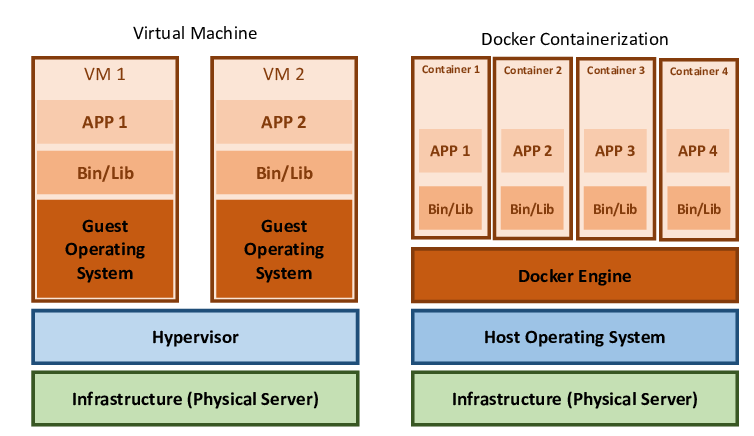 Virtual Machine
VM 1
APP 1
Bin/Lib
Guest
Operating
System
VM 2
APP 2
Bin/Lib
Guest
Operating
System
Hypervisor
Infrastructure (Physical Server)
Docker Containerization
Container 1
APP 1
Bin/Lib
Container 2
APP 2
Bin/Lib
Container 3
APP 3
Bin/Lib
Container 4
APP 4
Bin/Lib
Docker Engine
Host Operating System
Infrastructure (Physical Server)